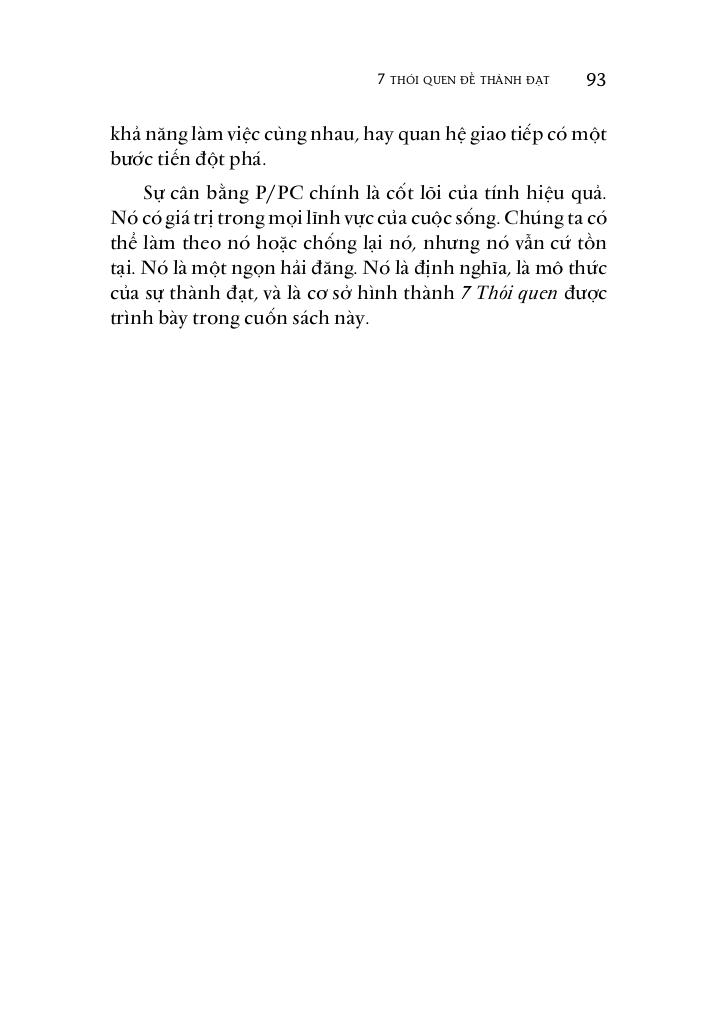 7 THÓI QUEN ĐỂ THÀNH ĐẠT 93
khả năng làm việc cùng nhau, hay quan hệ giao tiếp có một
bước tiến đột phá.
Sự cân bằng P/PC chính là cốt lõi của tính hiệu quả.
Nó có giá trị trong mọi lĩnh vực của cuộc sống. Chúng ta có
thể làm theo nó hoặc chống lại nó, nhưng nó vẫn cứ tồn
tại. Nó là một ngọn hải đăng. Nó là định nghĩa, là mô thức
của sự thành đạt, và là cơ sở hình thành 7 Thói quen được
trình bày trong cuốn sách này.